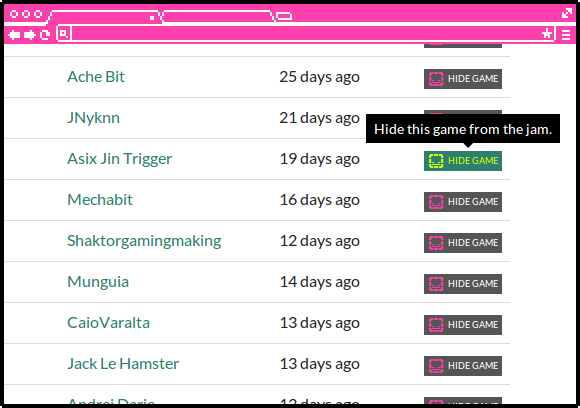 Ache Bit 25 days ago HIDE GAME
JNyknn 21 days ago
Hide this game from the jam.
Asix Jin Trigger 19 days ago HIDE GAME
Mechabit 16 days ago HIDE GAME
Shaktorgamingmaking 12 days ago HIDE GAME
Munguia 14 days ago HIDE GAME
CaioVaralta 13 days ago HIDE GAME
Jack Le Hamster 13 days ago HIDE GAME
Andrei Dario 13 days ago